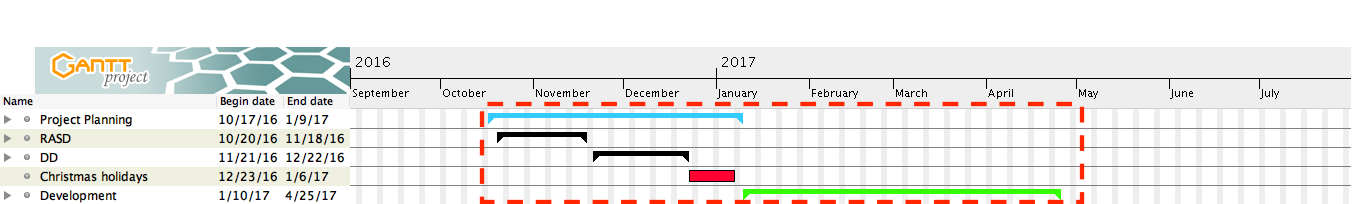 GANTT
project
2016
2017
September October November December January February March April May June July
Name Begin date End date
Project Planning 10/17/16 1/9/17
RASD 10/20/16 11/18/16
DD 11/21/16 12/22/16
Christmas holidays 12/23/16 1/6/17
Development 1/10/17 4/25/17